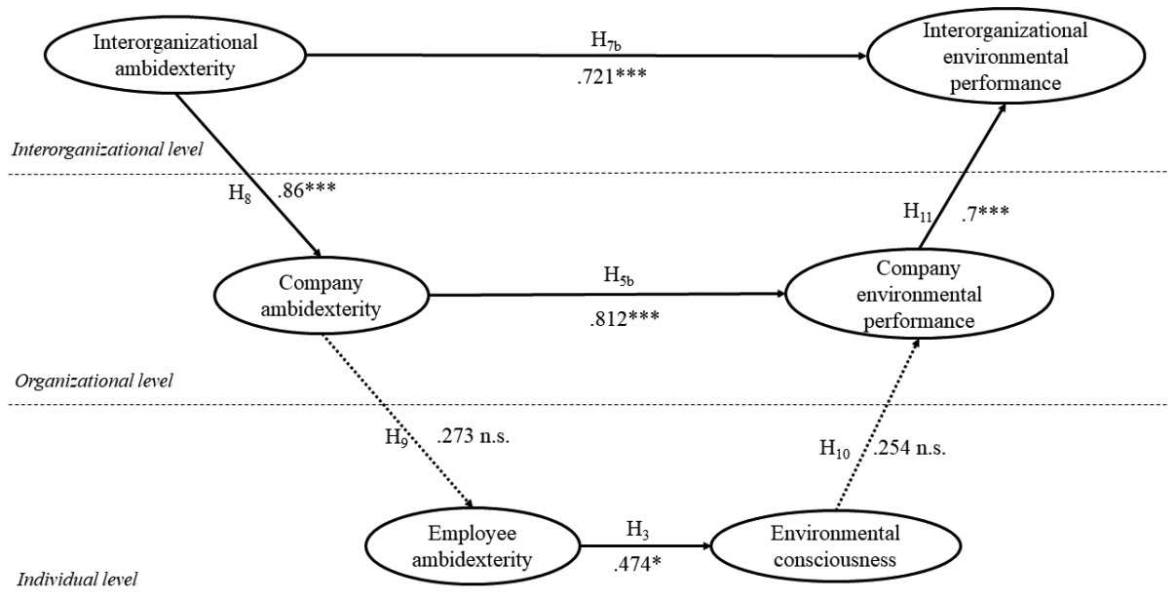 Interorganizational
ambidexterity
H7b
.721***
Interorganizational
environmental
performance
Interorganizational level
H8
.86***
H11
.7***
Company
ambidexterity
H5b
.812***
Company
environmental
performance
Organizational level
H9
.273 n.s.
H10
.254 n.s.
Employee
ambidexterity
H3
.474*
Environmental
consciousness
Individual level